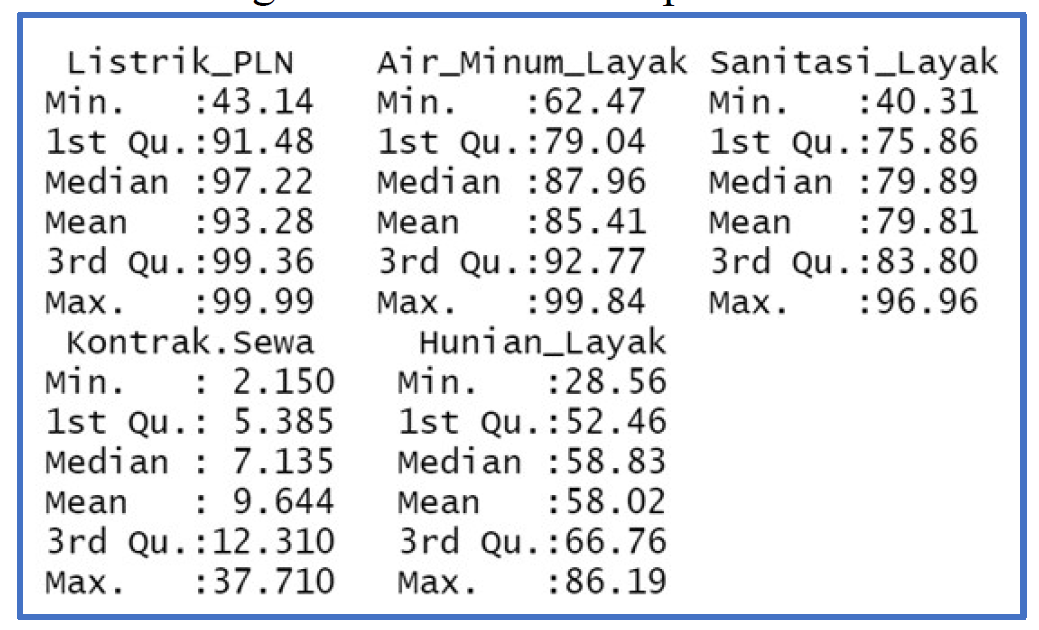 Listrik_PLN Air_Minum_Layak Sanitasi_Layak
Min. :43.14 Min. :62.47 Min. :40.31
1st Qu.:91.48 1st Qu.:79.04 1st Qu.:75.86
Median :97.22 Median :87.96 Median :79.89
Mean :93.28 Mean :85.41 Mean :79.81
3rd Qu.:99.36 3rd Qu.:92.77 3rd Qu.:83.80
Max. :99.99 Max. :99.84 Max. :96.96
Kontrak.Sewa Hunian_Layak
Min. : 2.150 Min. :28.56
1st Qu.: 5.385 1st Qu.:52.46
Median : 7.135 Median :58.83
Mean : 9.644 Mean :58.02
3rd Qu.:12.310 3rd Qu.:66.76
Max. :37.710 Max. :86.19